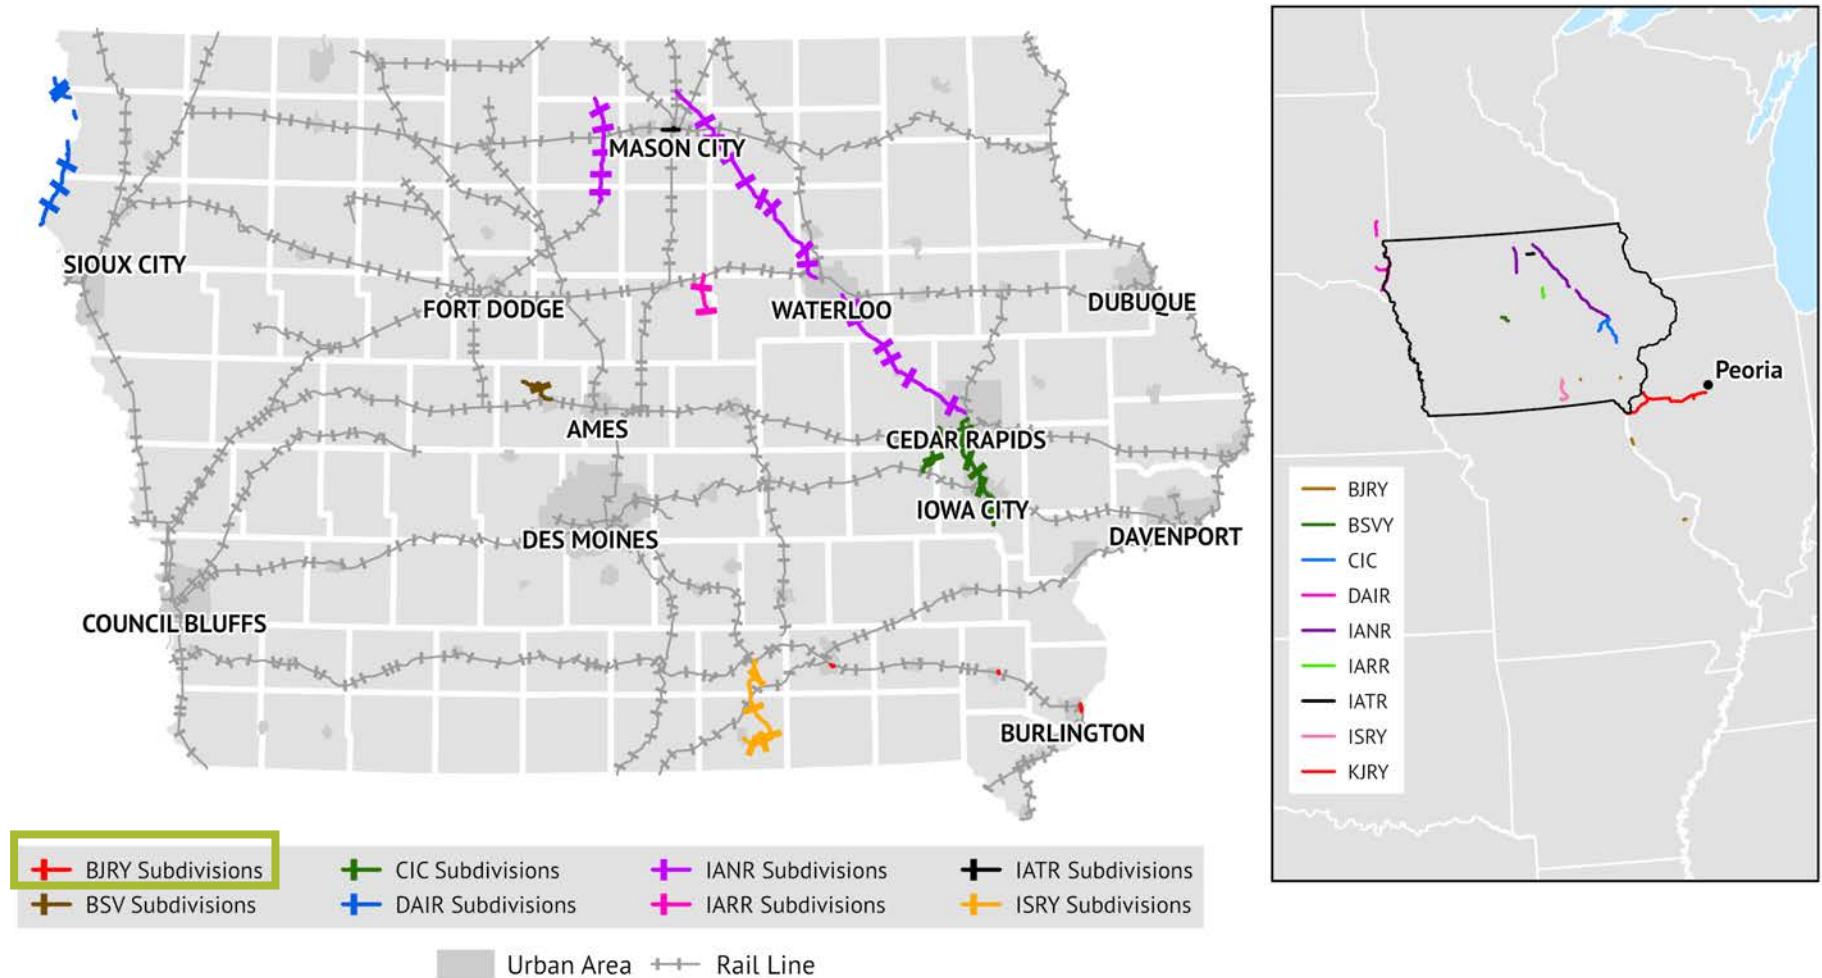 MASON CITY
SIOUX CITY
FORT DODGE
WATERLOO
DUBUQUE
AMES
CEDAR RAPIDS
IOWA CITY
DES MOINES
DAVENPORT
COUNCIL BLUFFS
BURLINGTON
BJRY Subdivisions
CIC Subdivisions
IANR Subdivisions
IATR Subdivisions
BSV Subdivisions
DAIR Subdivisions
IARR Subdivisions
ISRY Subdivisions
Urban Area
Rail Line
Peoria
BJRY
BSVY
CIC
DAIR
IANR
IARR
IATR
ISRY
KJRY